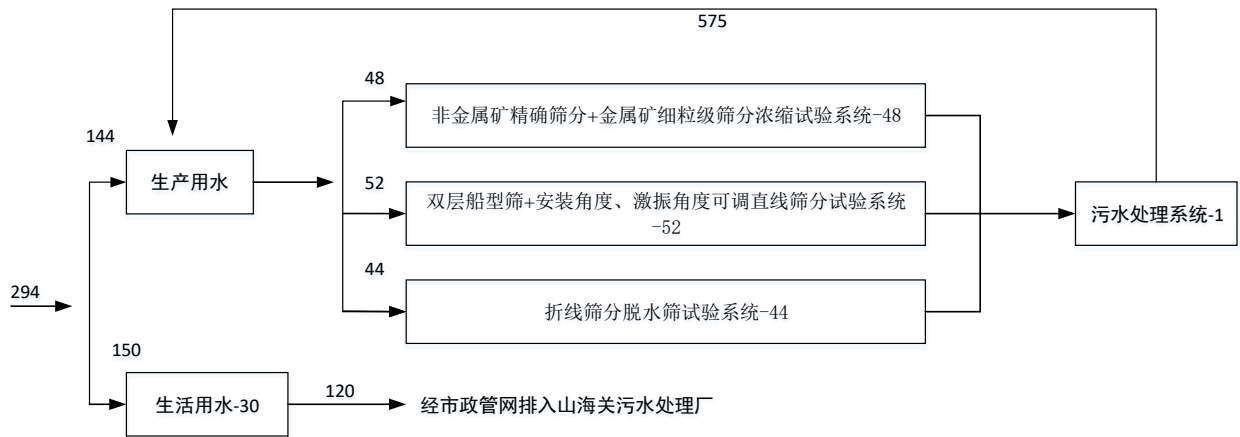 575
48
非金属矿精确筛分+金属矿细粒级筛分浓缩试验系统-48
144
生产用水
52
双层船型筛+安装角度、激振角度可调直线筛分试验系统
-52
污水处理系统-1
44
294
折线筛分脱水筛试验系统-44
150
生活用水-30
120
经市政管网排入山海关污水处理厂